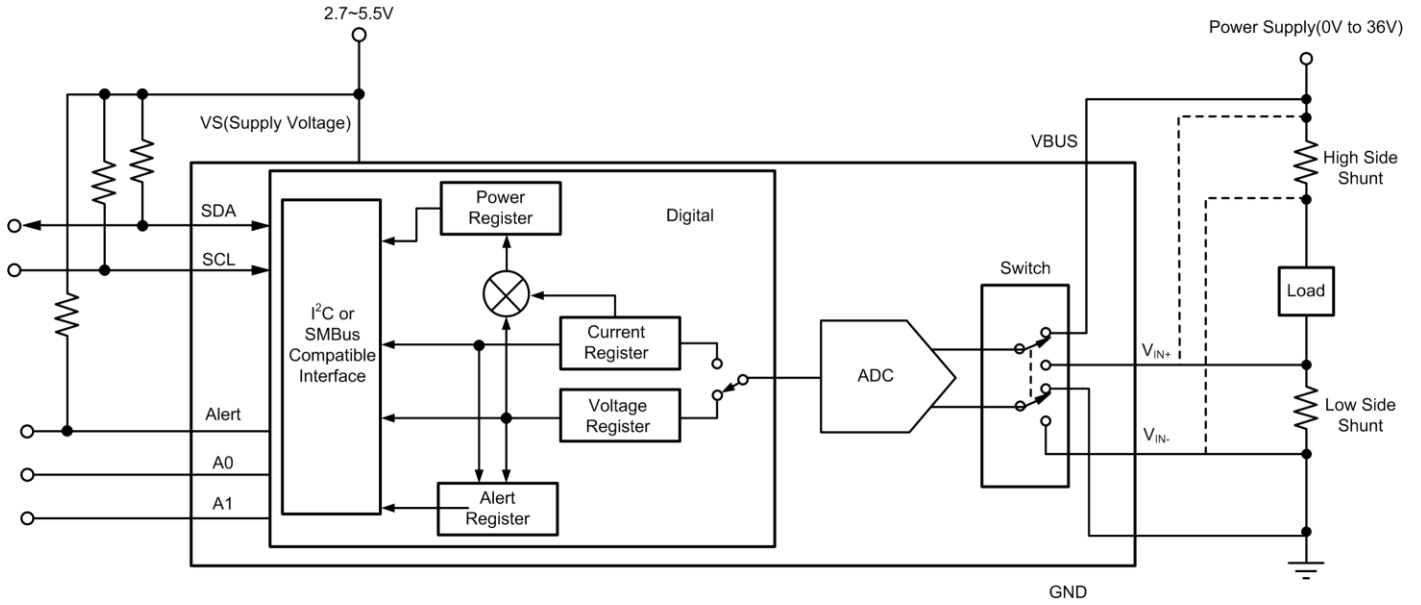 2.7~5.5V
Power Supply(0V to 36V)
VS(Supply Voltage)
VBUS
High Side
Shunt
SDA
Power
Register
Digital
SCL
Switch
I²C or
SMBus
Compatible
Interface
Current
Register
Load
ADC
VIN+
Voltage
Register
Low Side
Shunt
Alert
VIN-
A0
A1
Alert
Register
GND